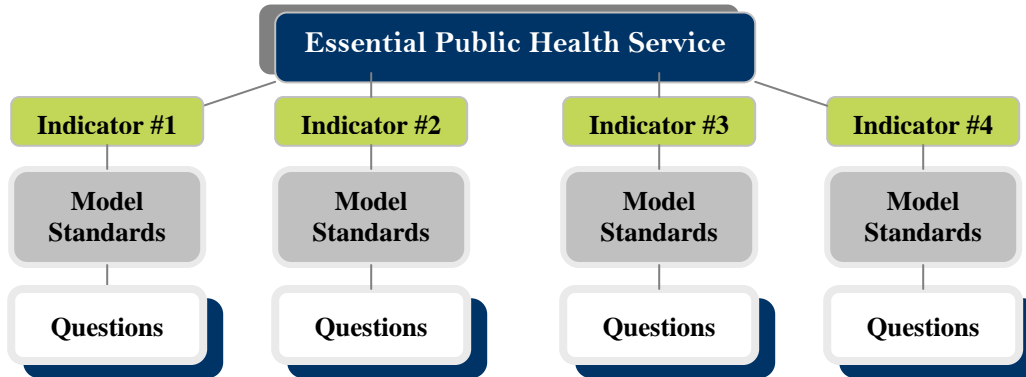 Essential Public Health Service
Indicator #1
Indicator #2
Indicator #3
Indicator #4
Model
Standards
Model
Standards
Model
Standards
Model
Standards
Questions
Questions
Questions
Questions